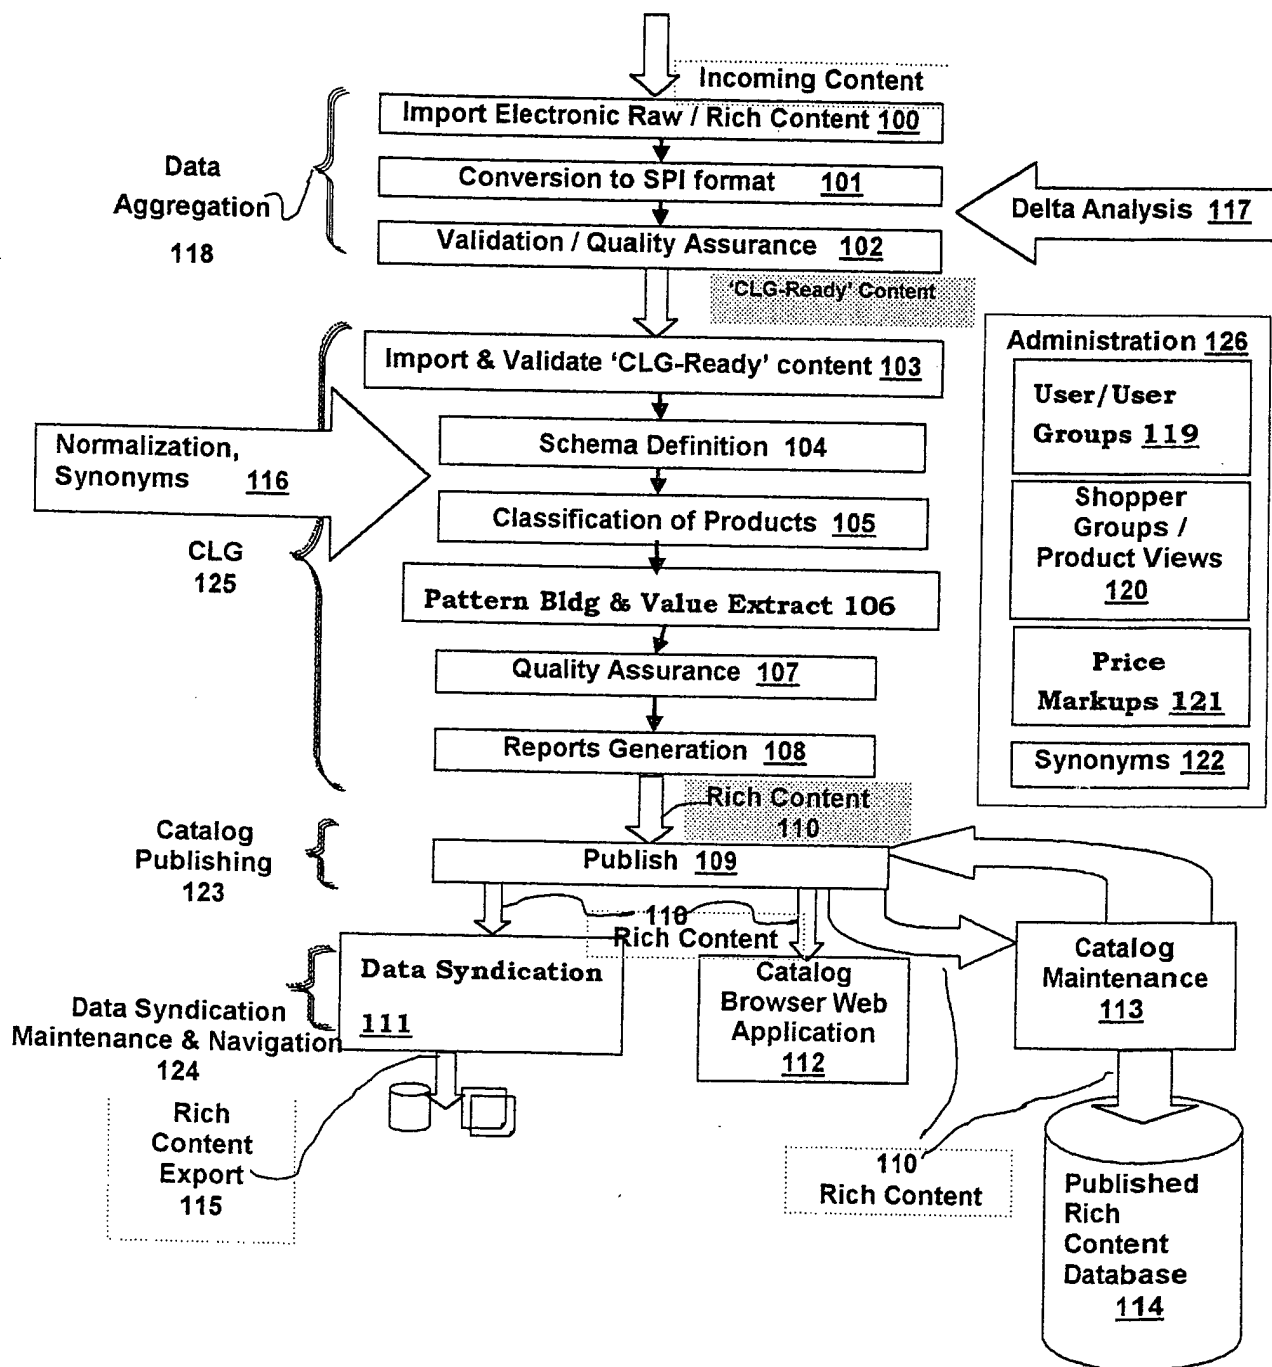 Incoming Content
Import Electronic Raw / Rich Content 100
Conversion to SPI format 101
Validation / Quality Assurance 102
Data
Aggregation
118
Delta Analysis 117
'CLG-Ready' Content
Import & Validate 'CLG-Ready' content 103
Schema Definition 104
Classification of Products 105
Pattern Bldg & Value Extract 106
Quality Assurance 107
Reports Generation 108
Normalization,
Synonyms 116
CLG
125
Administration 126
User/User
Groups 119
Shopper
Groups /
Product Views
120
Price
Markups 121
Synonyms 122
Rich Content
110
Catalog
Publishing
123
Publish 109
110
Rich Content
Data Syndication
111
Catalog
Browser Web
Application
112
Catalog
Maintenance
113
Data Syndication
Maintenance & Navigation
124
Rich
Content
Export
115
110
Rich Content
Published
Rich
Content
Database
114